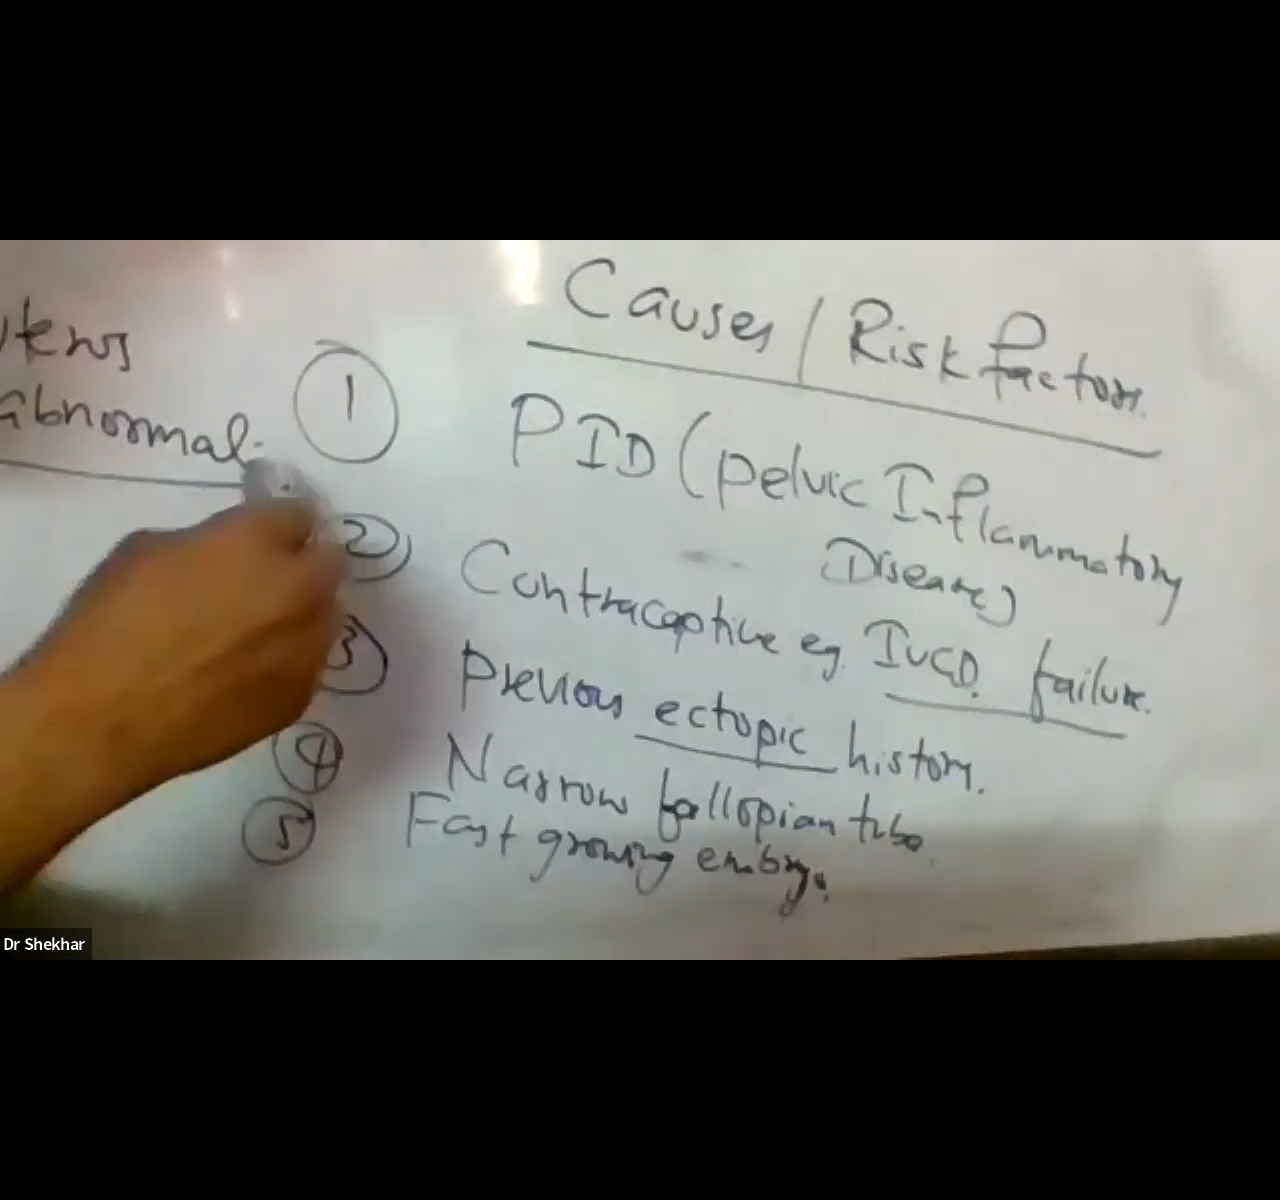 Causes / Risk factors.
uterus
abnormal.
1 PID (Pelvic Inflammatory
Disease)
2 Contraceptive eg. IUCD. failure.
3 Previous ectopic history.
4 Narrow fallopian tube.
5 Fast growing embryo.
Dr Shekhar